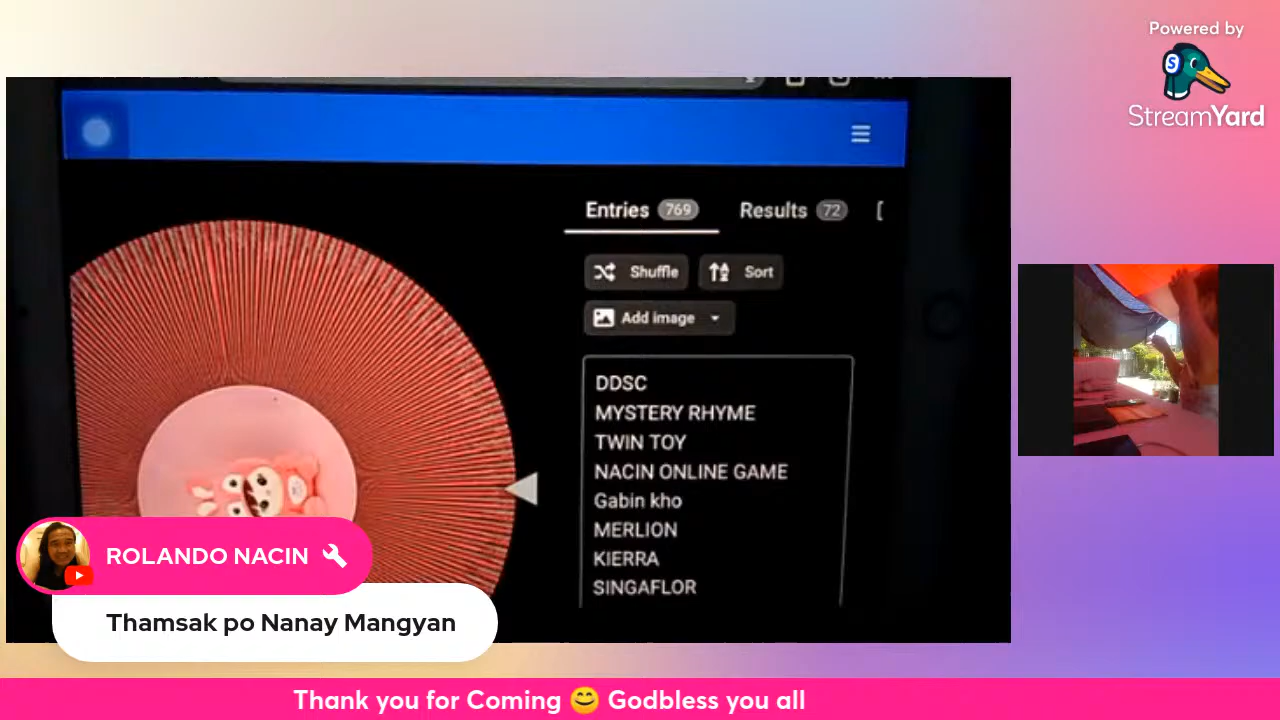 Powered by
StreamYard
S
Entries 769 Results 72 [
Shuffle Sort
Add image
DDSC
MYSTERY RHYME
TWIN TOY
NACIN ONLINE GAME
Gabin kho
MERLION
KIERRA
SINGAFLOR
ROLANDO NACIN
Thamsak po Nanay Mangyan
Thank you for Coming 😊 Godbless you all